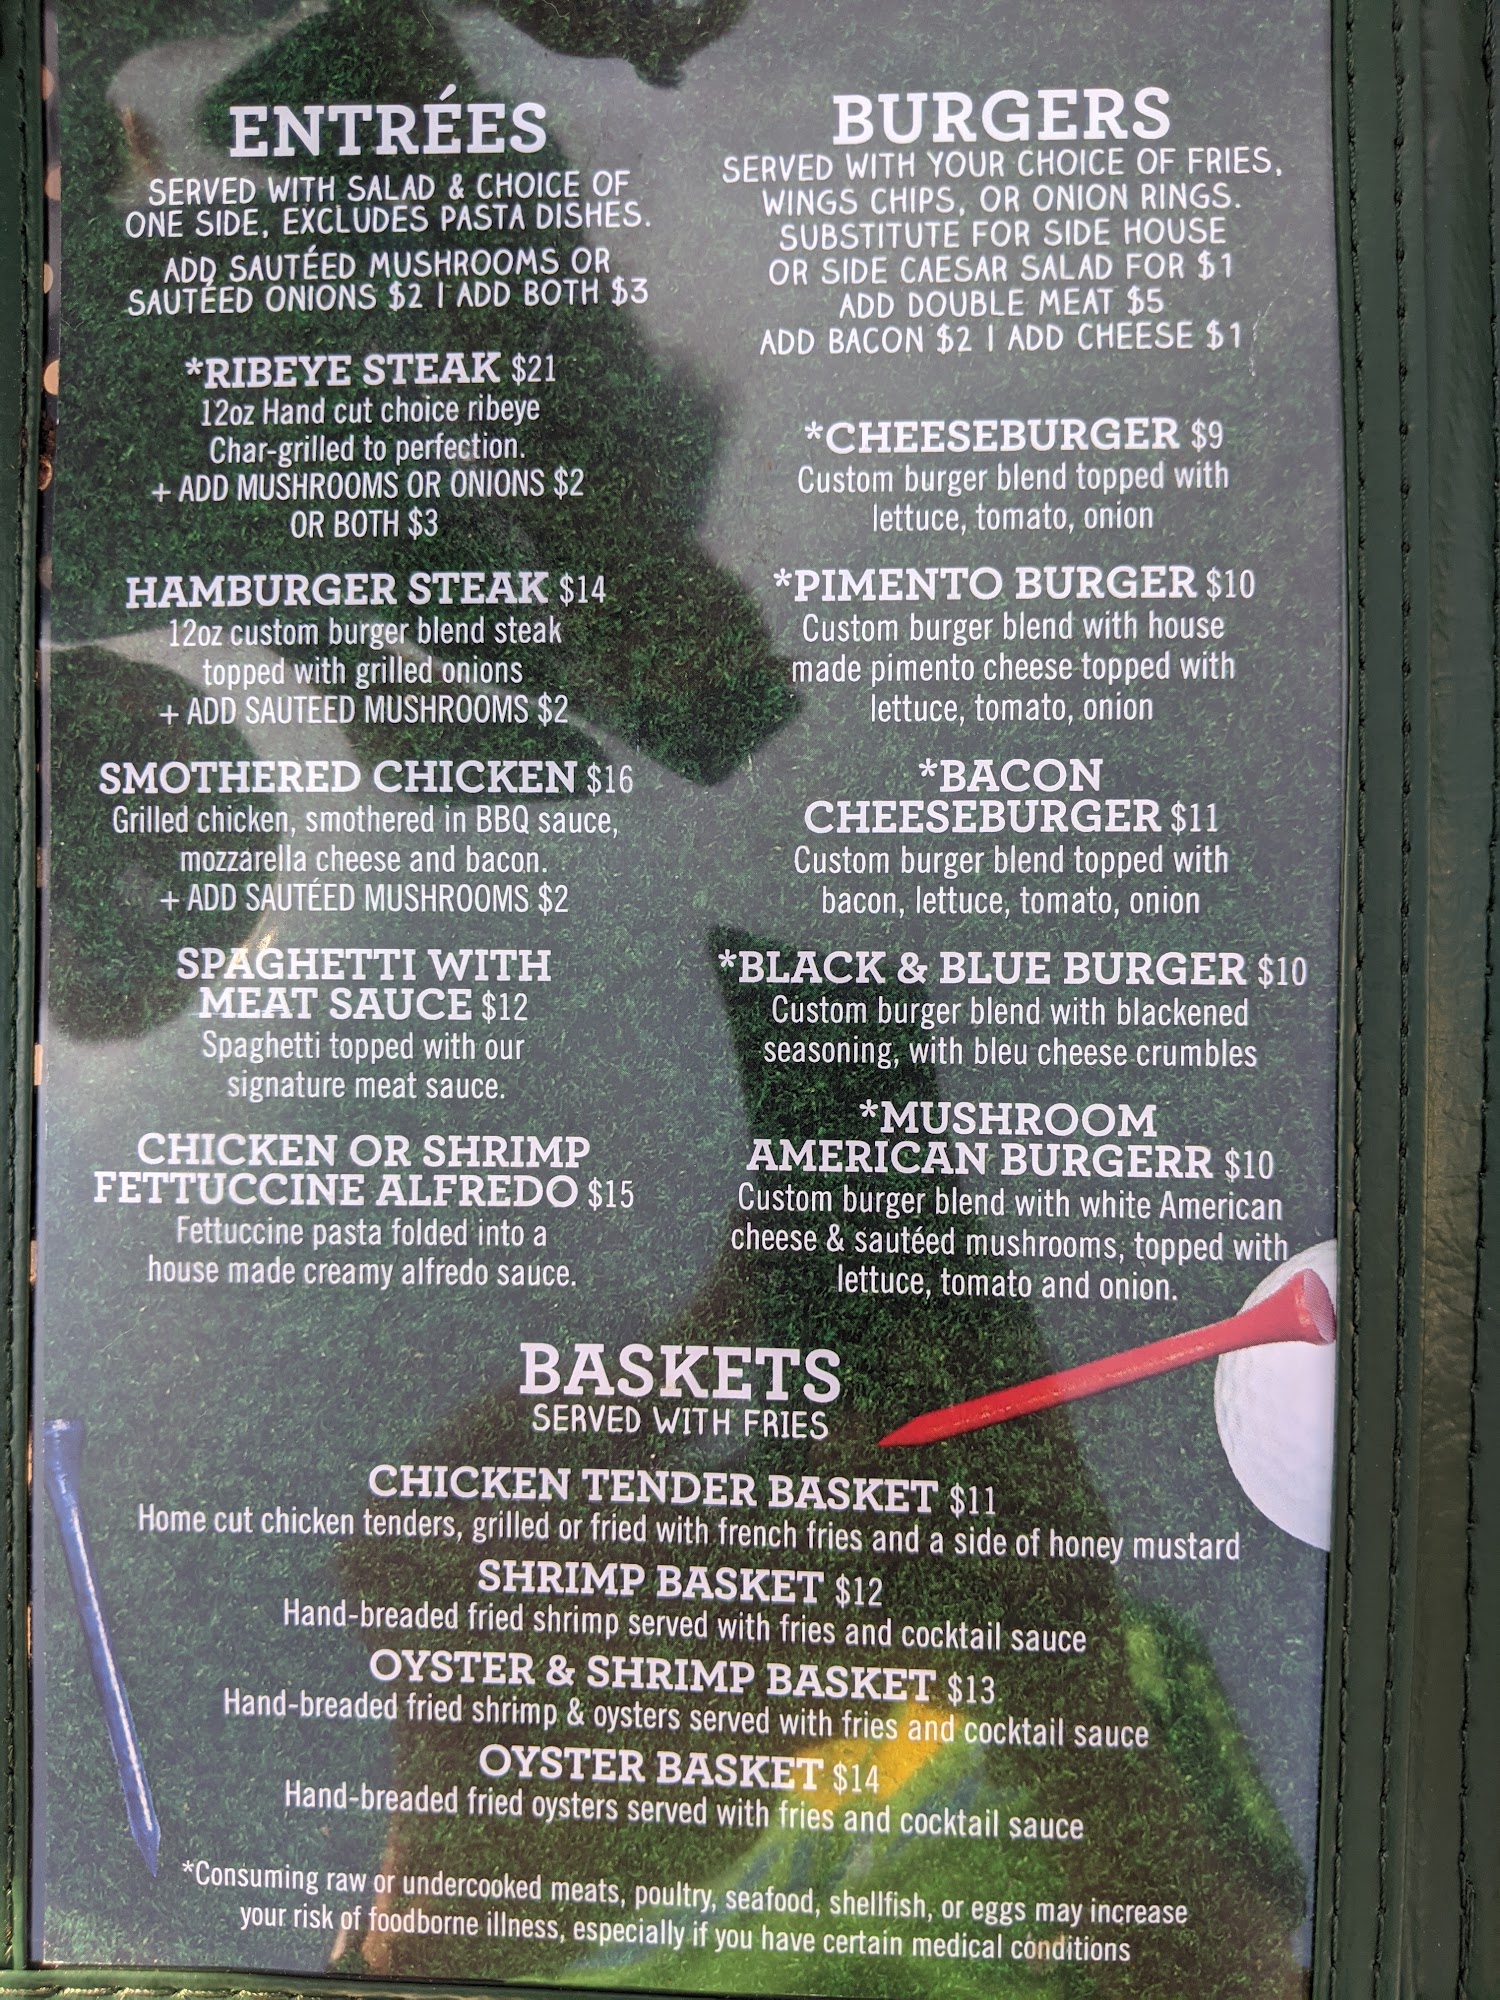 ENTRÉES
SERVED WITH SALAD & CHOICE OF
ONE SIDE, EXCLUDES PASTA DISHES.
ADD SAUTÉED MUSHROOMS OR
SAUTÉED ONIONS $2 | ADD BOTH $3
*RIBEYE STEAK $21
12oz Hand cut choice ribeye
Char-grilled to perfection.
+ ADD MUSHROOMS OR ONIONS $2
OR BOTH $3
HAMBURGER STEAK $14
12oz custom burger blend steak
topped with grilled onions
+ ADD SAUTEED MUSHROOMS $2
SMOTHERED CHICKEN $16
Grilled chicken, smothered in BBQ sauce,
mozzarella cheese and bacon.
+ ADD SAUTÉED MUSHROOMS $2
SPAGHETTI WITH
MEAT SAUCE $12
Spaghetti topped with our
signature meat sauce.
CHICKEN OR SHRIMP
FETTUCCINE ALFREDO $15
Fettuccine pasta folded into a
house made creamy alfredo sauce.
BURGERS
SERVED WITH YOUR CHOICE OF FRIES,
WINGS CHIPS, OR ONION RINGS.
SUBSTITUTE FOR SIDE HOUSE
OR SIDE CAESAR SALAD FOR $1
ADD DOUBLE MEAT $5
ADD BACON $2 | ADD CHEESE $1
*CHEESEBURGER $9
Custom burger blend topped with
lettuce, tomato, onion
*PIMENTO BURGER $10
Custom burger blend with house
made pimento cheese topped with
lettuce, tomato, onion
*BACON
CHEESEBURGER $11
Custom burger blend topped with
bacon, lettuce, tomato, onion
*BLACK & BLUE BURGER $10
Custom burger blend with blackened
seasoning, with bleu cheese crumbles
*MUSHROOM
AMERICAN BURGERR $10
Custom burger blend with white American
cheese & sautéed mushrooms, topped with
lettuce, tomato and onion.
BASKETS
SERVED WITH FRIES
CHICKEN TENDER BASKET $11
Home cut chicken tenders, grilled or fried with french fries and a side of honey mustard
SHRIMP BASKET $12
Hand-breaded fried shrimp served with fries and cocktail sauce
OYSTER & SHRIMP BASKET $13
Hand-breaded fried shrimp & oysters served with fries and cocktail sauce
OYSTER BASKET $14
Hand-breaded fried oysters served with fries and cocktail sauce
*Consuming raw or undercooked meats, poultry, seafood, shellfish, or eggs may increase
your risk of foodborne illness, especially if you have certain medical conditions